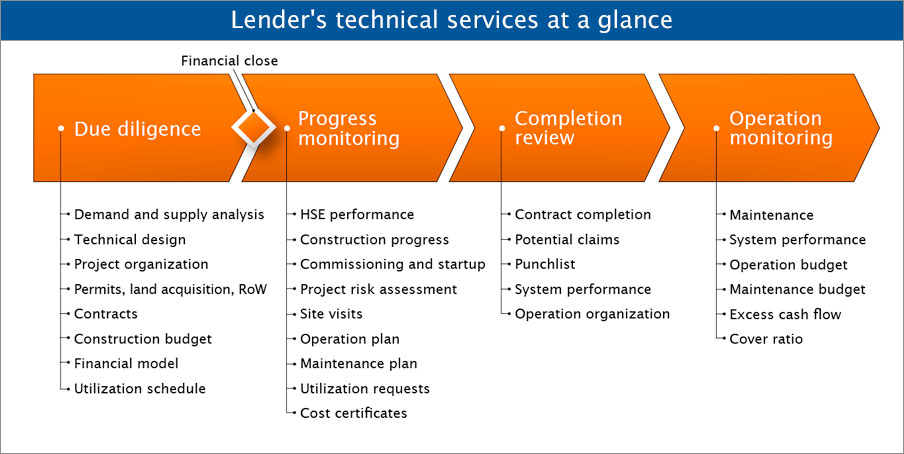 Lender's technical services at a glance
Financial close
Due diligence
Demand and supply analysis
Technical design
Project organization
Permits, land acquisition, RoW
Contracts
Construction budget
Financial model
Utilization schedule
Progress
monitoring
HSE performance
Construction progress
Commissioning and startup
Project risk assessment
Site visits
Operation plan
Maintenance plan
Utilization requests
Cost certificates
Completion
review
Contract completion
Potential claims
Punchlist
System performance
Operation organization
Operation
monitoring
Maintenance
System performance
Operation budget
Maintenance budget
Excess cash flow
Cover ratio